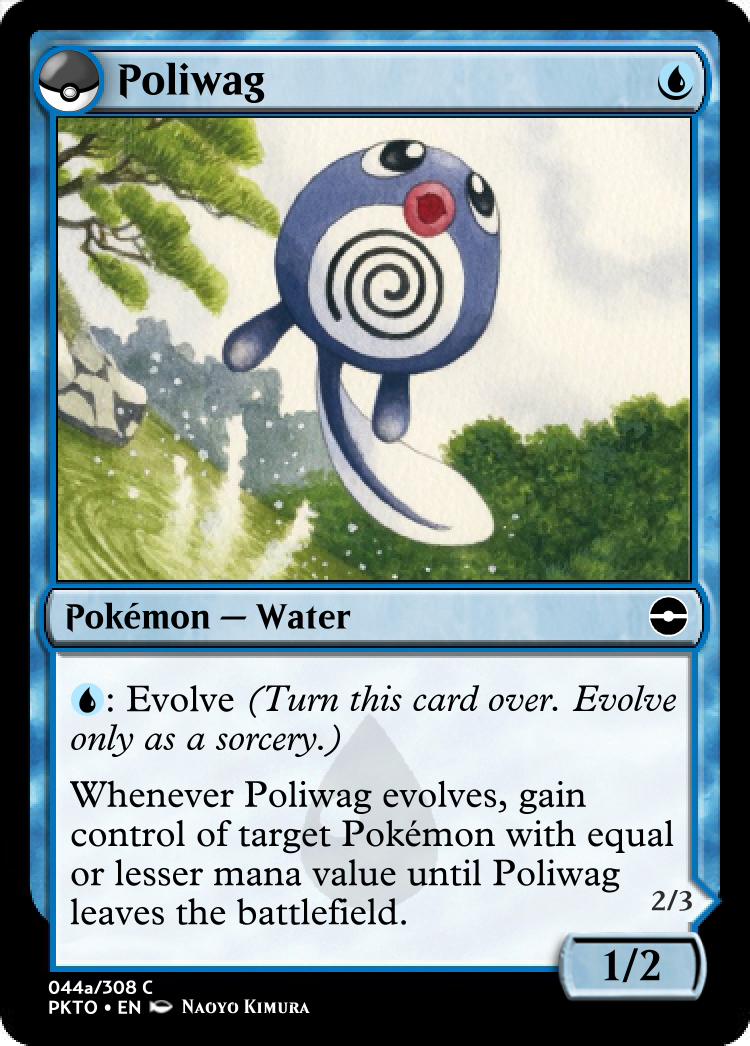 Poliwag
Pokémon — Water
: Evolve (Turn this card over. Evolve
only as a sorcery.)
Whenever Poliwag evolves, gain
control of target Pokémon with equal
or lesser mana value until Poliwag
leaves the battlefield.
2/3
1/2
044a/308 C
PKTO • EN Naoyo Kimura